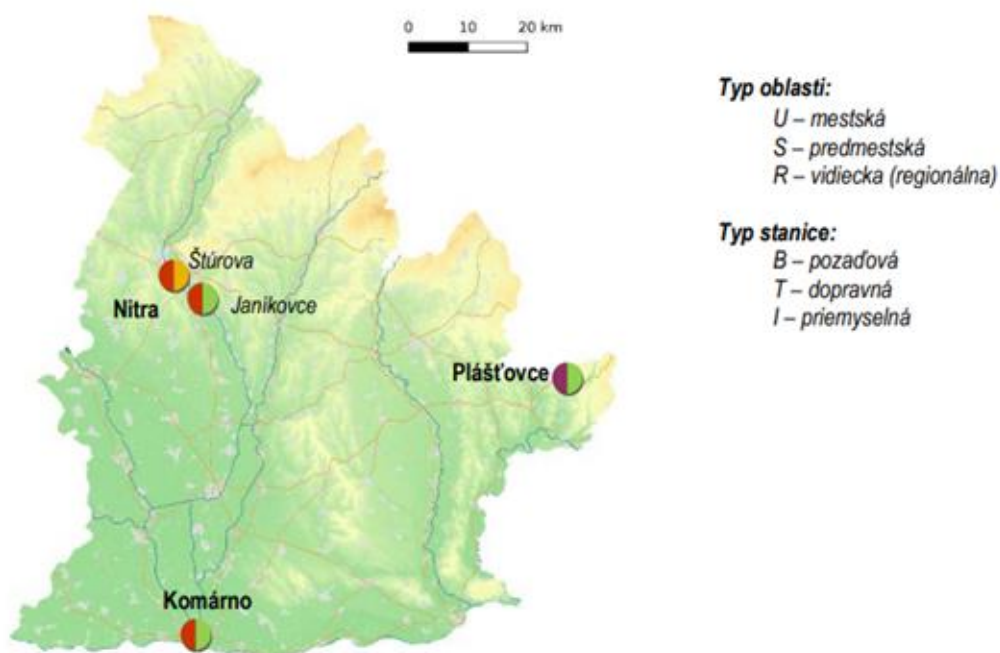 0 10 20 km
Typ oblasti:
U – mestská
S – predmestská
R – vidiecka (regionálna)
Typ stanice:
B – pozaďová
T – dopravná
I – priemyselná
Štúrova
Nitra
Janíkovce
Plášťovce
Komárno